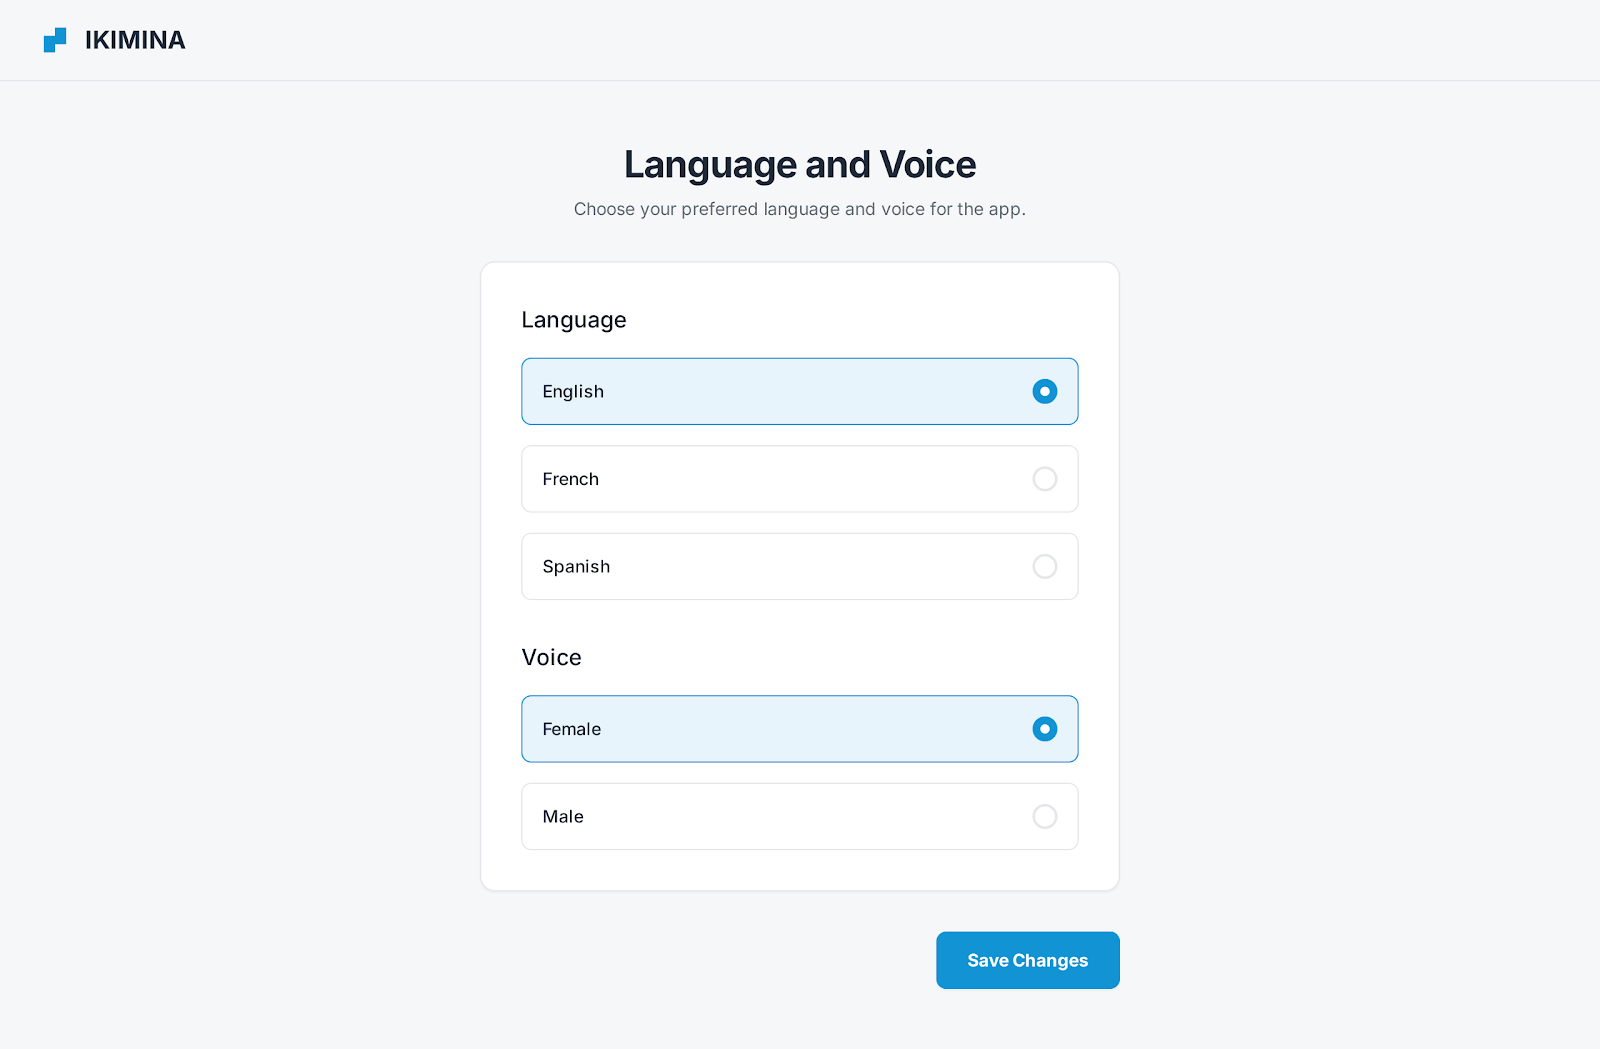 IKIMINA
Language and Voice
Choose your preferred language and voice for the app.
Language
English
French
Spanish
Voice
Female
Male
Save Changes